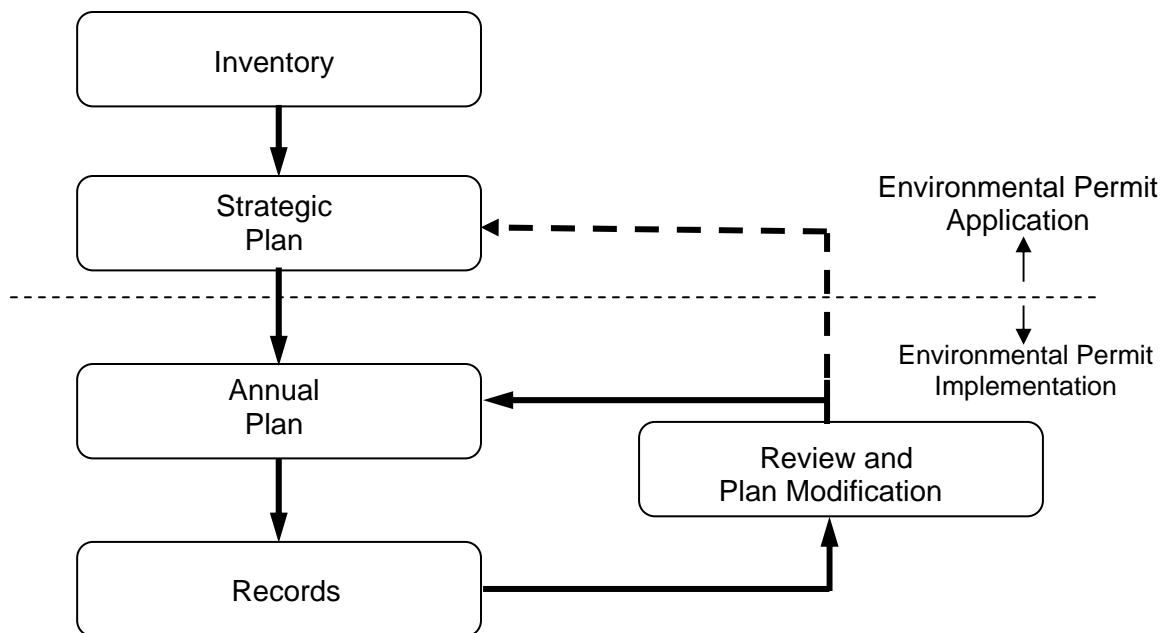 Inventory
Strategic
Plan
Environmental Permit
Application
Environmental Permit
Implementation
Annual
Plan
Review and
Plan Modification
Records